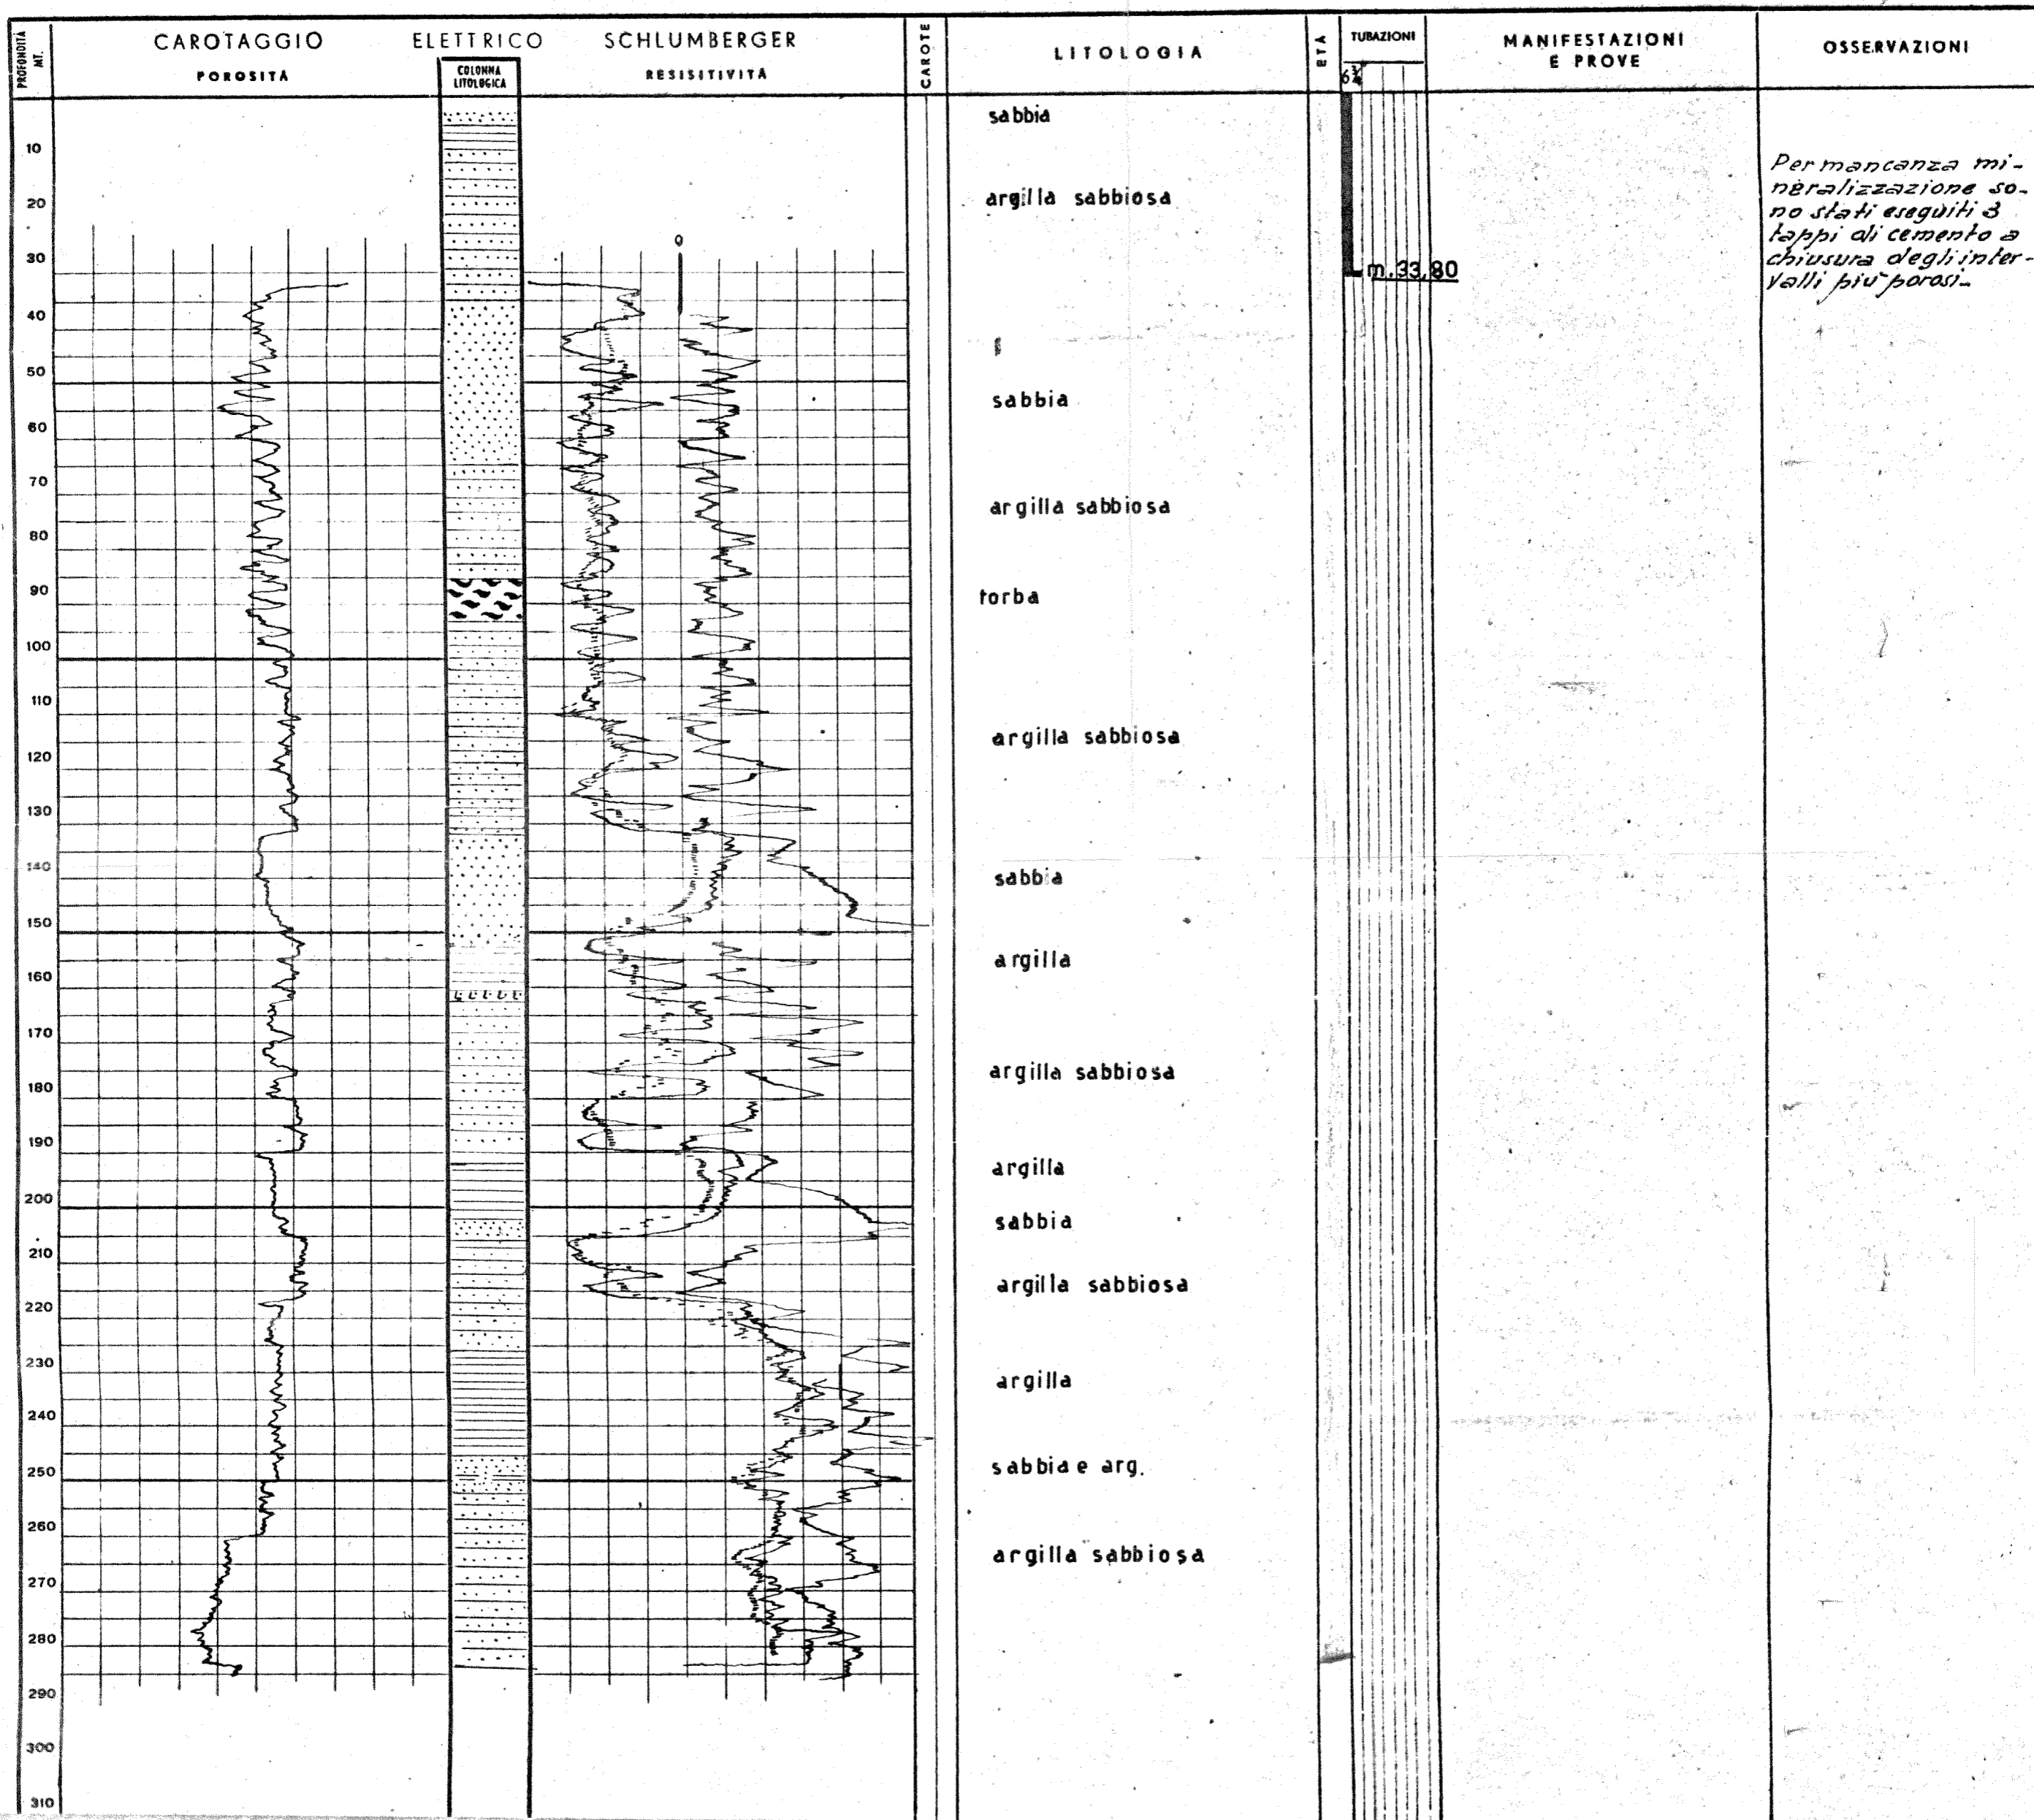 PROFONDITÀ MT.
CAROTAGGIO ELETTRICO SCHLUMBERGER
POROSITÀ
COLONNA
LITOLOGICA
RESISITIVITÀ
CAROTE
LITOLOGIA
ETÀ
TUBAZIONI
6¾
MANIFESTAZIONI
E PROVE
OSSERVAZIONI
0
10
20
30
40
50
60
70
80
90
100
110
120
130
140
150
160
170
180
190
200
210
220
230
240
250
260
270
280
290
300
310
sabbia
argilla sabbiosa
sabbia
argilla sabbiosa
torba
argilla sabbiosa
sabbia
argilla
argilla sabbiosa
argilla
sabbia
argilla sabbiosa
argilla
sabbia e arg.
argilla sabbiosa
m.33,80
Per mancanza mi-
neralizzazione so-
no stati eseguiti 3
tappi di cemento a
chiusura degli inter-
valli più porosi-